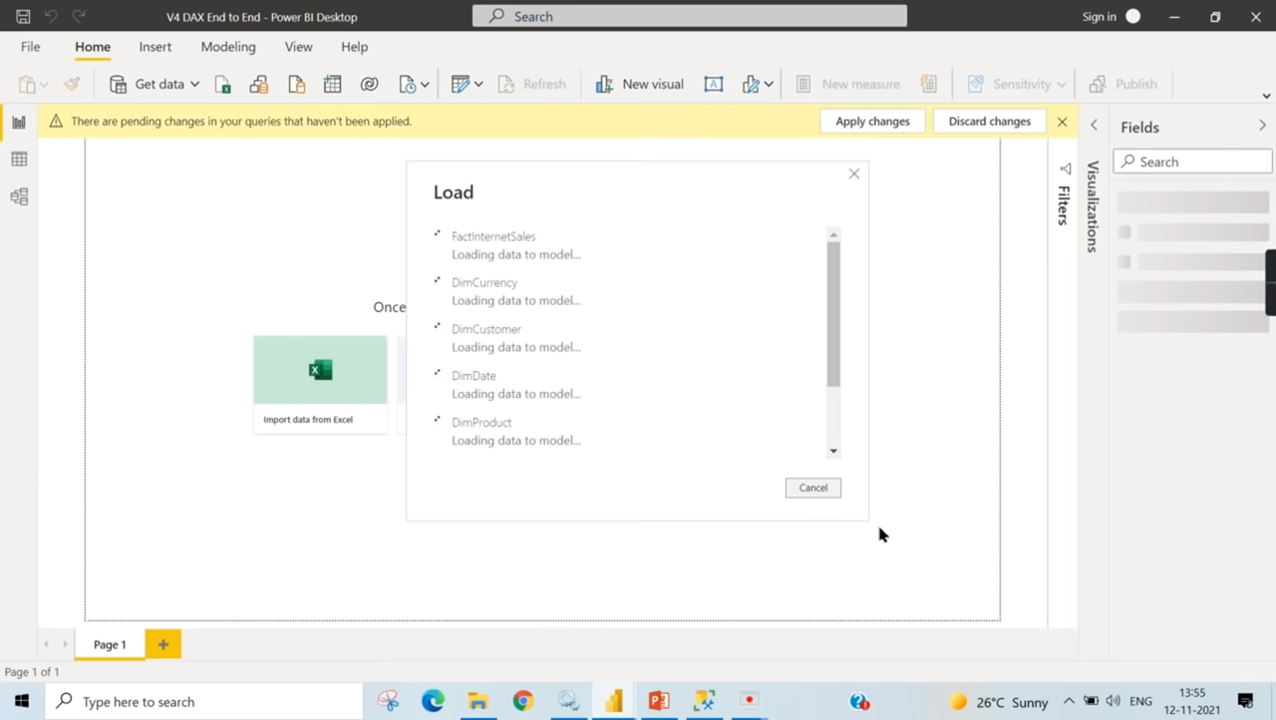 V4 DAX End to End - Power BI Desktop
Search
Sign in
File
Home
Insert
Modeling
View
Help
Get data
Refresh
New visual
New measure
Sensitivity
Publish
There are pending changes in your queries that haven't been applied.
Apply changes
Discard changes
Fields
Search
Filters
Visualizations
Load
FactInternetSales
Loading data to model...
DimCurrency
Loading data to model...
DimCustomer
Loading data to model...
DimDate
Loading data to model...
DimProduct
Loading data to model...
Cancel
Once
Import data from Excel
Page 1
Page 1 of 1
Type here to search
26°C Sunny
ENG
13:55
12-11-2021